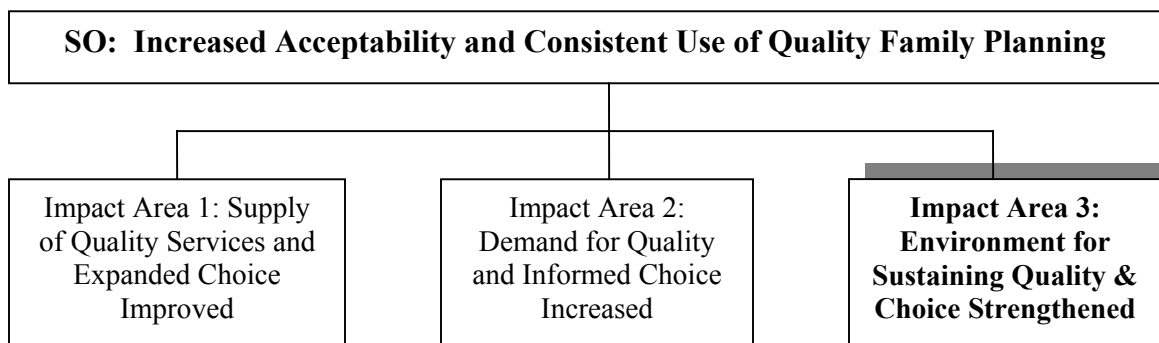 SO:  Increased Acceptability and Consistent Use of Quality Family Planning
Impact Area 1: Supply
of Quality Services and
Expanded Choice
Improved
Impact Area 2:
Demand for Quality
and Informed Choice
Increased
Impact Area 3:
Environment for
Sustaining Quality &
Choice Strengthened